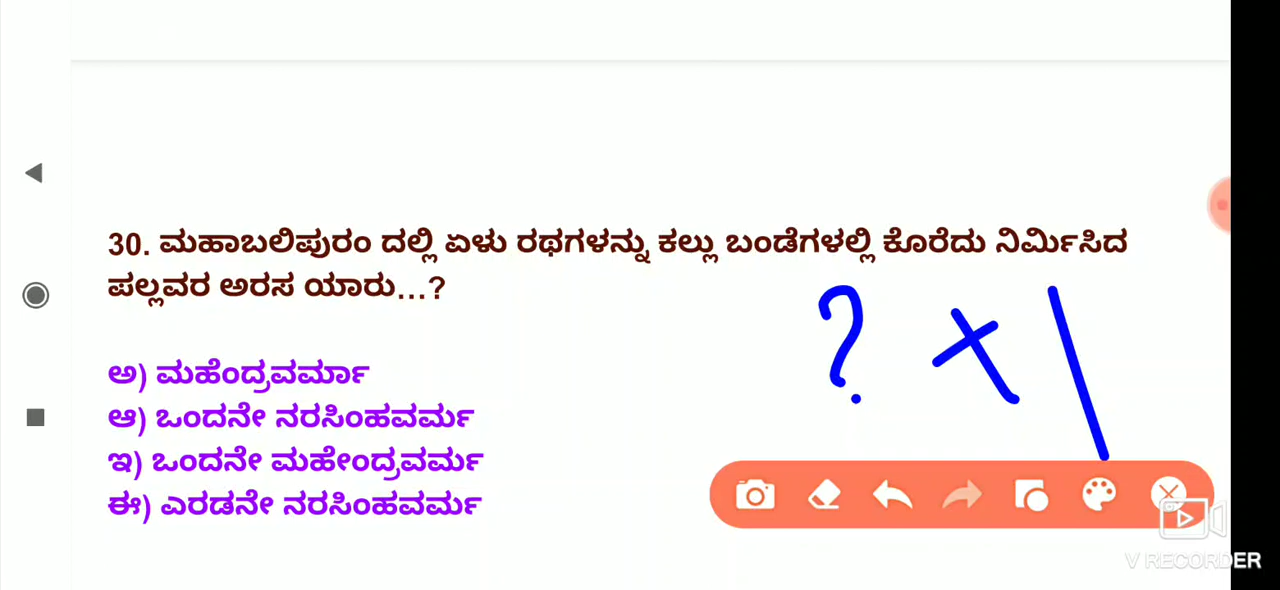 30. ಮಹಾಬಲಿಪುರಂ ದಲ್ಲಿ ಏಳು ರಥಗಳನ್ನು ಕಲ್ಲು ಬಂಡೆಗಳಲ್ಲಿ ಕೊರೆದು ನಿರ್ಮಿಸಿದ
ಪಲ್ಲವರ ಅರಸ ಯಾರು...?
? + \
ಅ) ಮಹೆಂದ್ರವರ್ಮಾ
ಆ) ಒಂದನೇ ನರಸಿಂಹವರ್ಮ
ಇ) ಒಂದನೇ ಮಹೇಂದ್ರವರ್ಮ
ಈ) ಎರಡನೇ ನರಸಿಂಹವರ್ಮ
V RECORDER